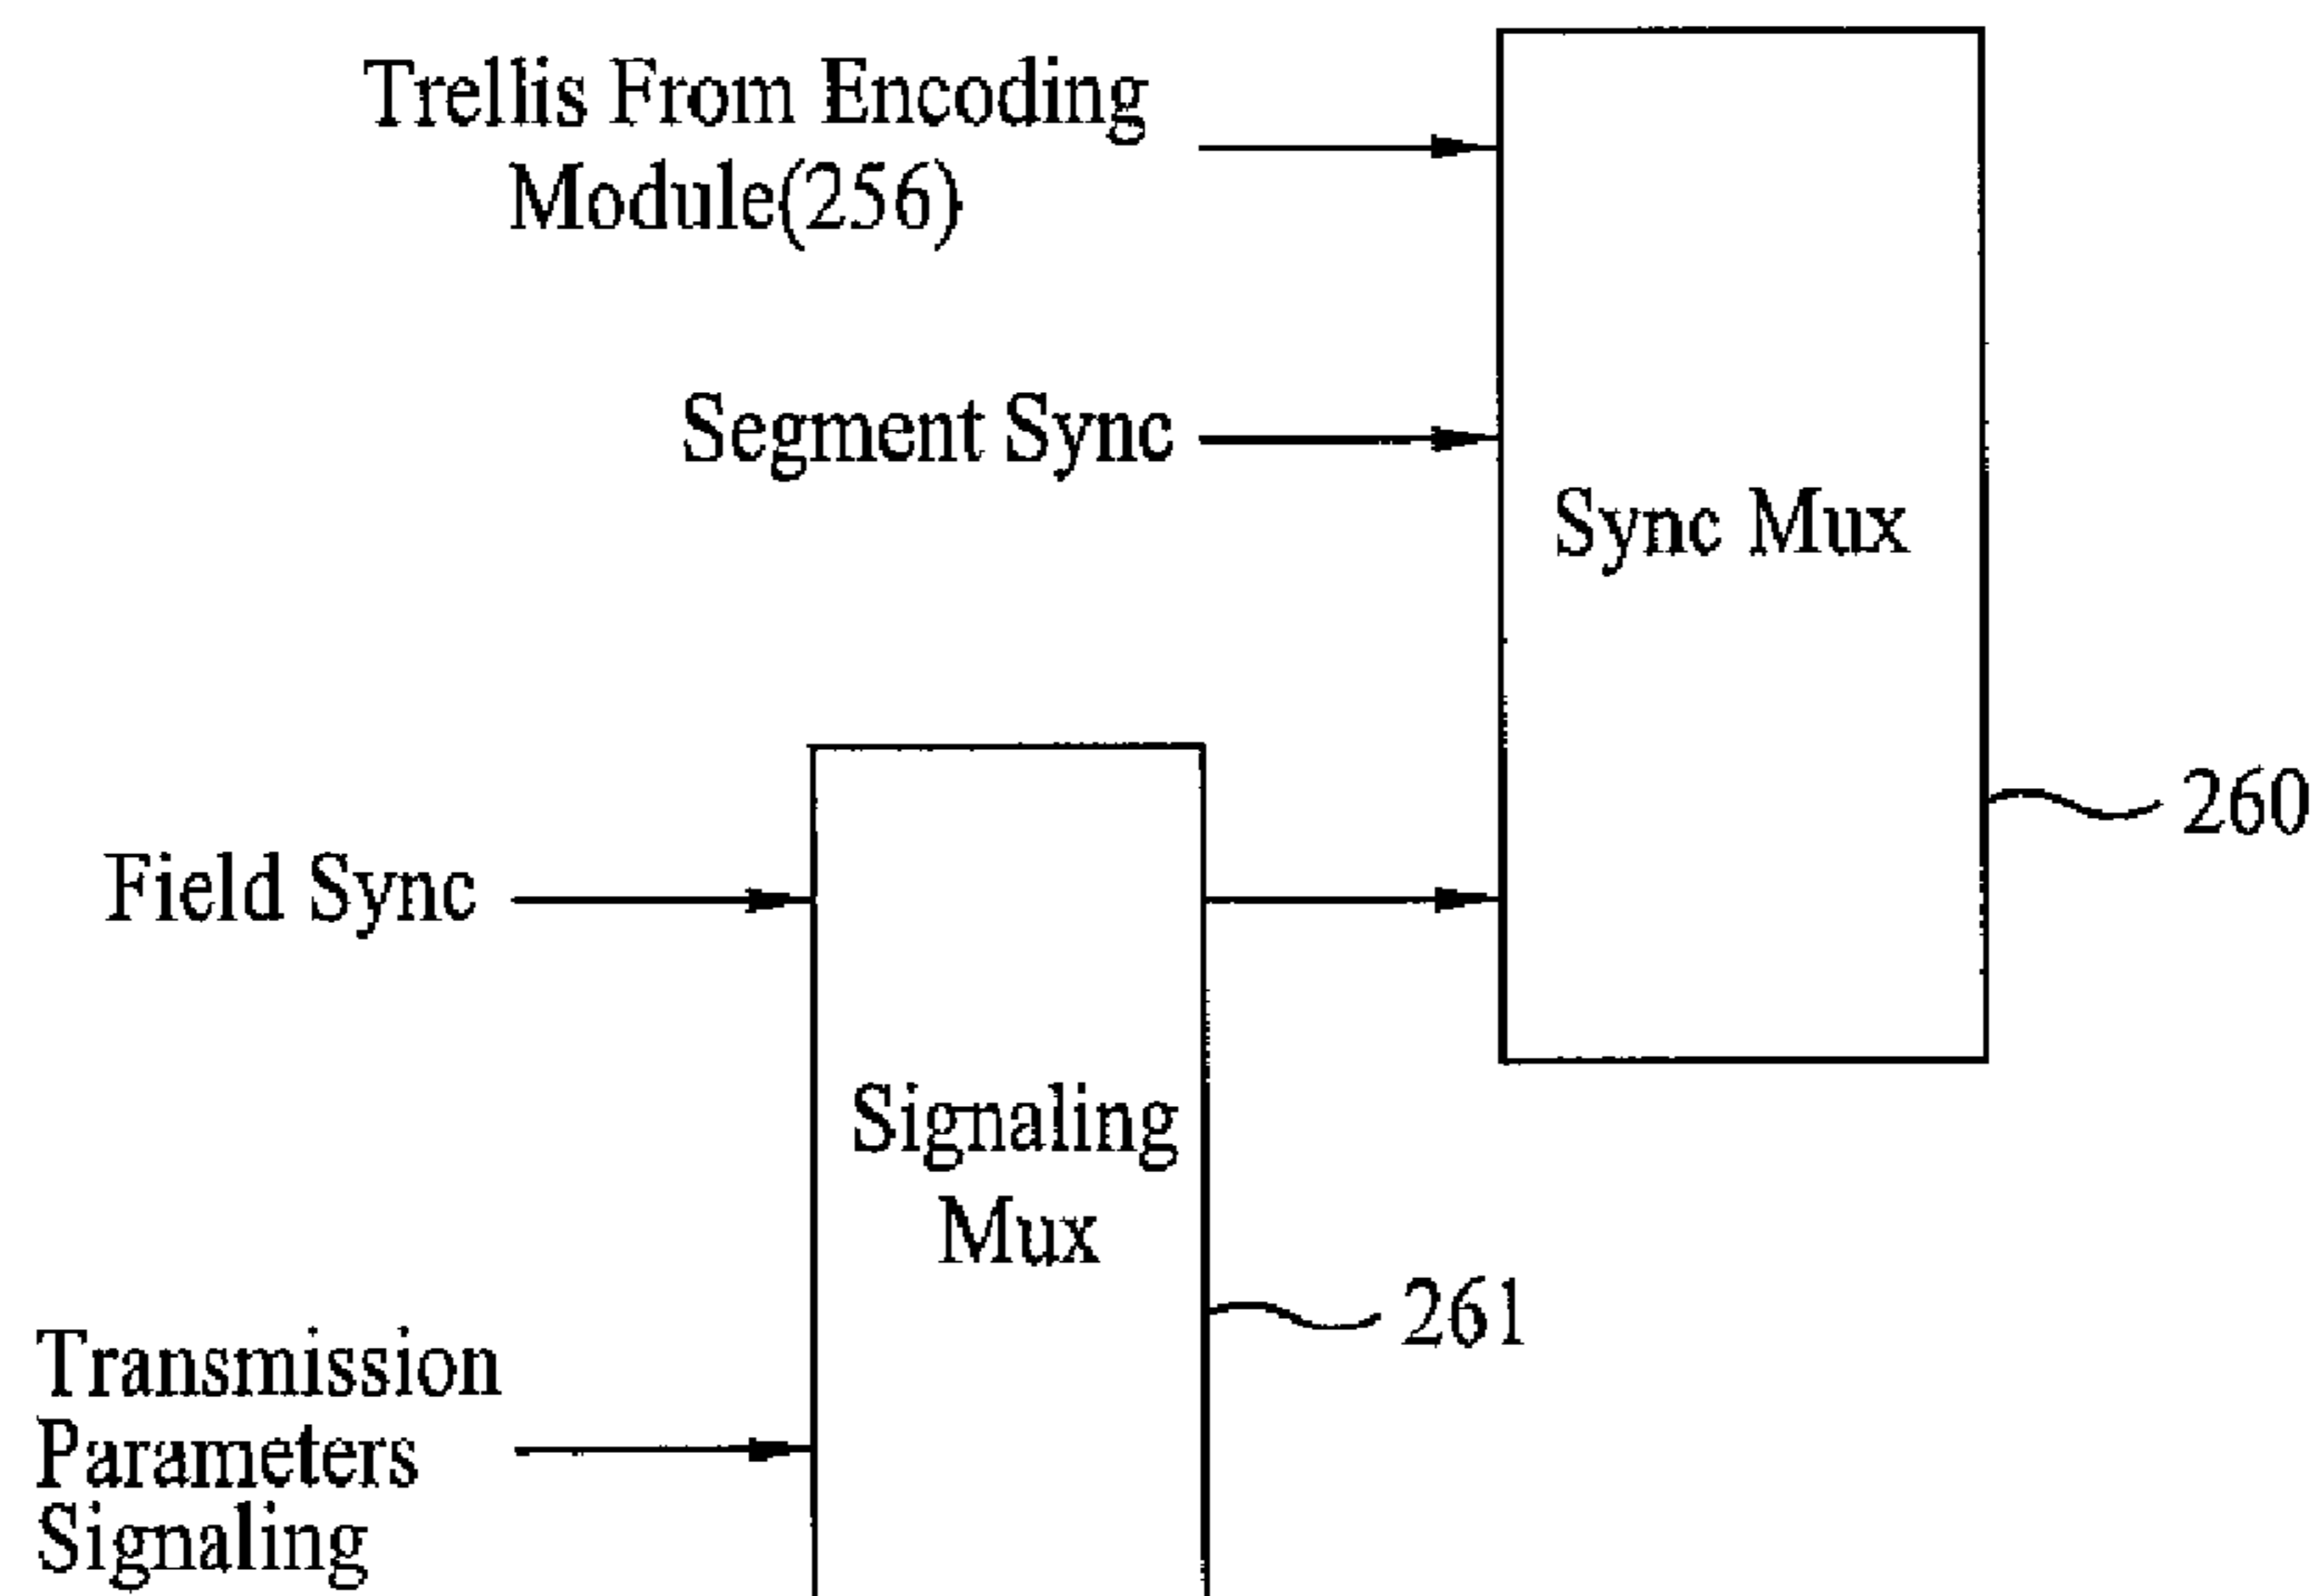 Trellis From Encoding
Module(256)
Segment Sync
Sync Mux
260
Field Sync
Signaling
Mux
261
Transmission
Parameters
Signaling